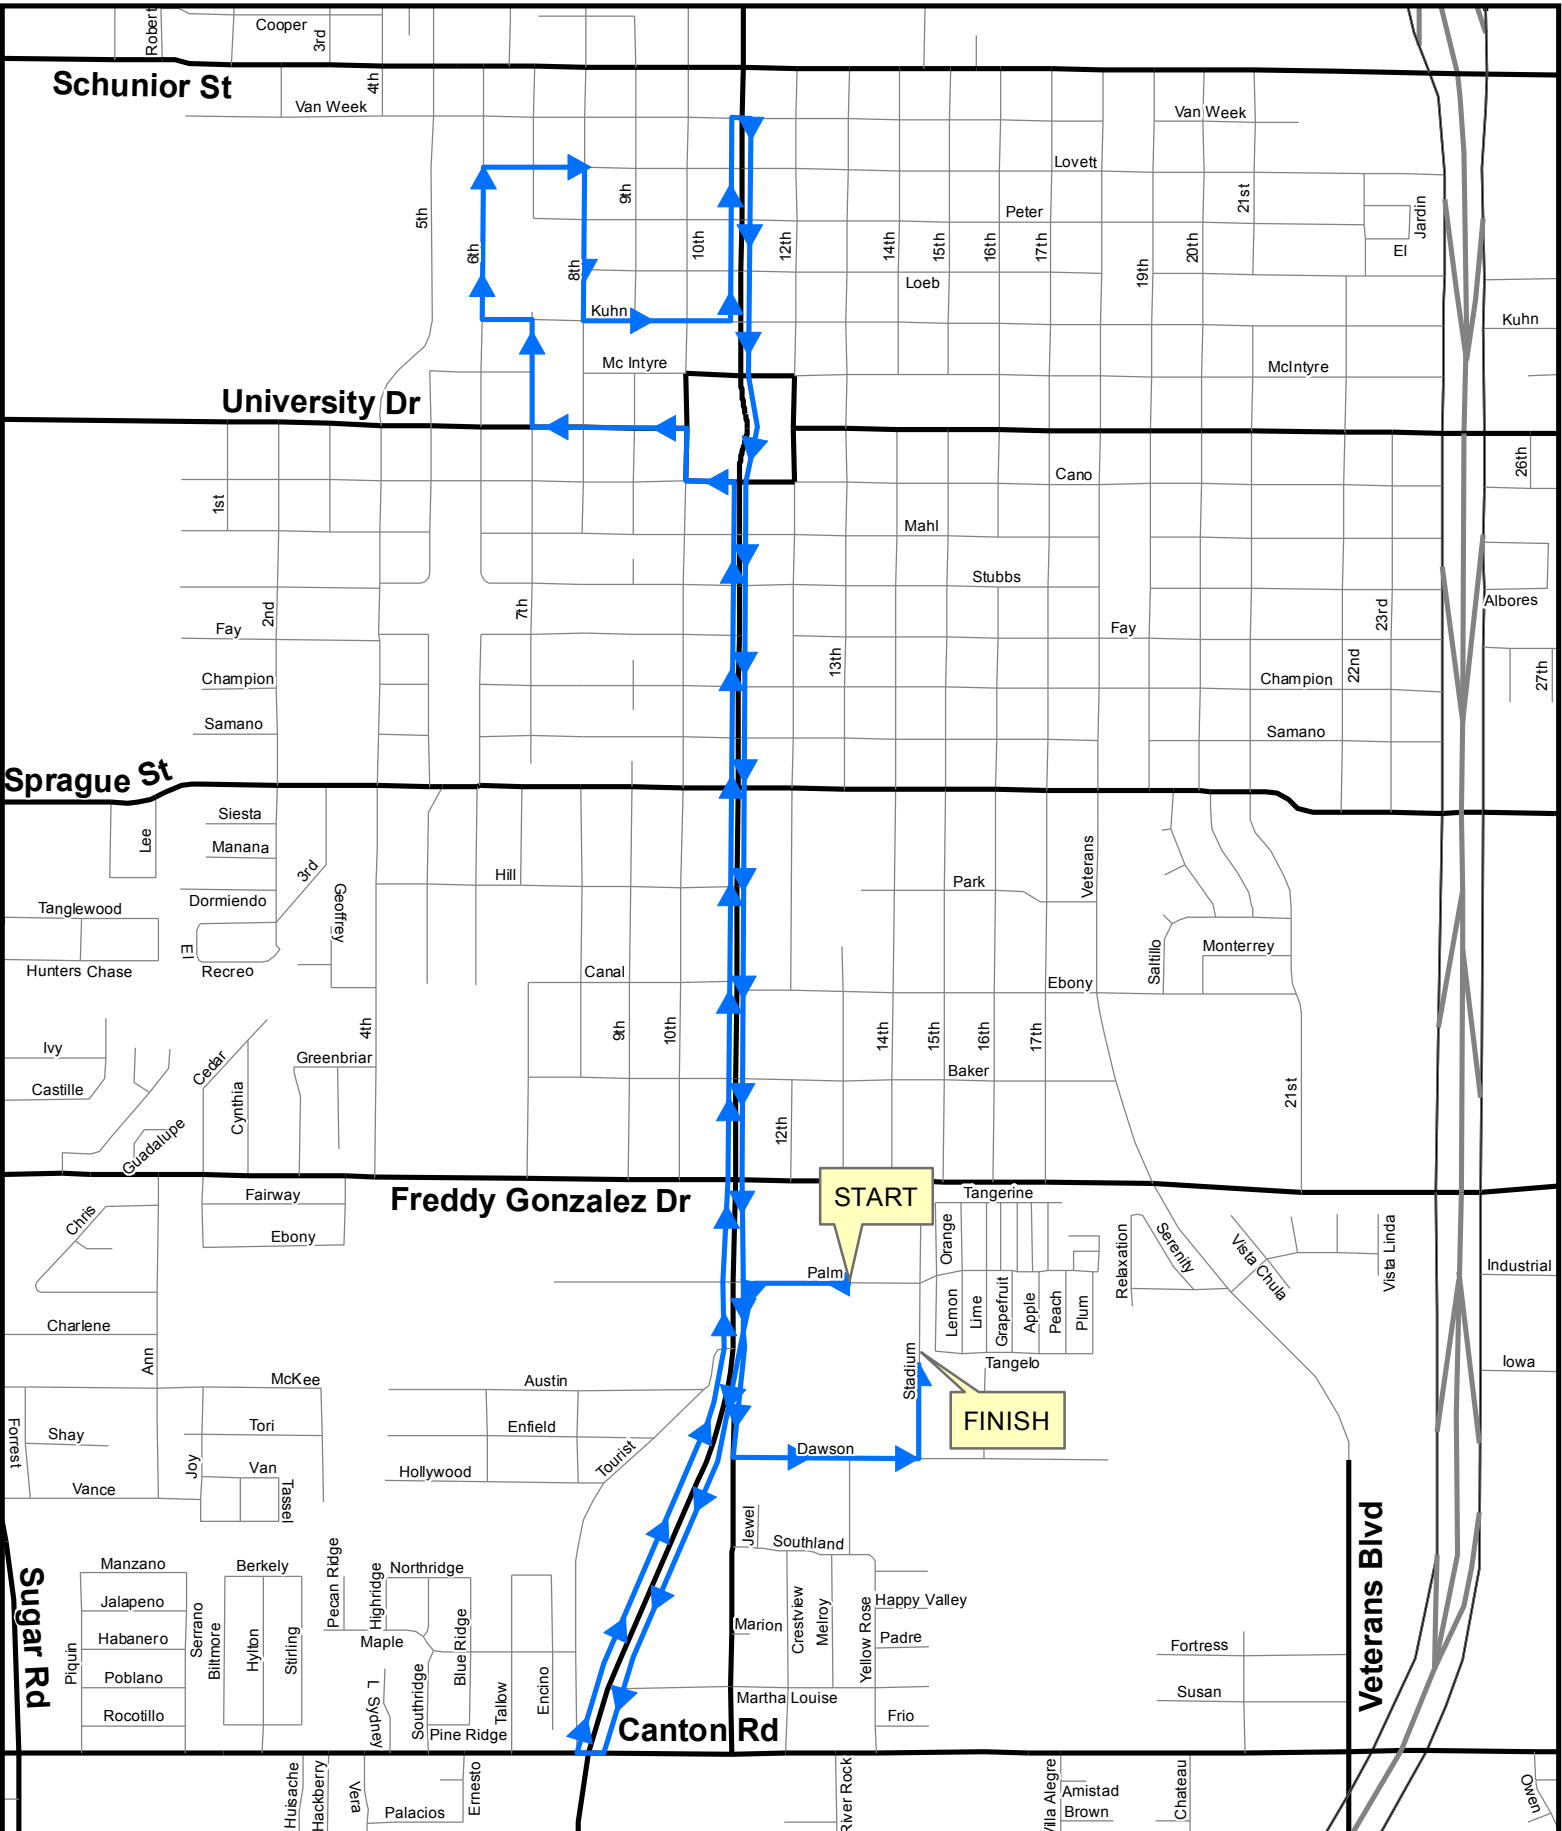 Robert
Cooper
3rd
Schunior St
4th
Van Week
Van Week
Lovett
9th
21st
Peter
Jardin
5th
6th
8th
10th
12th
14th
15th
16th
17th
19th
20th
El
Loeb
Kuhn
Kuhn
Mc Intyre
McIntyre
University Dr
Cano
26th
1st
Mahl
Stubbs
2nd
7th
23rd
Albores
Fay
Fay
13th
22nd
27th
Champion
Champion
Samano
Samano
Sprague St
Siesta
Lee
Manana
3rd
Veterans
Hill
Park
Geoffrey
Dormiendo
Tanglewood
El
Recreo
Hunters Chase
Saltillo
Monterrey
Canal
Ebony
4th
9th
10th
14th
15th
16th
17th
Ivy
Cedar
Greenbriar
Castille
Cynthia
Baker
21st
Guadalupe
12th
Freddy Gonzalez Dr
START
Tangerine
Fairway
Chris
Ebony
Orange
Relaxation
Serenity
Vista Chula
Vista Linda
Industrial
Palm
Lemon
Lime
Grapefruit
Apple
Peach
Plum
Charlene
Ann
Stadium
Tangelo
Iowa
McKee
Austin
FINISH
Forrest
Shay
Tori
Enfield
Dawson
Joy
Van
Tassel
Hollywood
Tourist
Vance
Jewel
Southland
Veterans Blvd
Sugar Rd
Manzano
Berkely
Pecan Ridge
Highridge
Northridge
Jalapeno
Serrano
Happy Valley
Crestview
Melroy
Yellow Rose
Habanero
Biltmore
Hylton
Stirling
Maple
Blue Ridge
Marion
Padre
Fortress
Piquin
Poblano
L Sydney
Southridge
Tallow
Encino
Martha Louise
Susan
Rocotillo
Pine Ridge
Canton Rd
Frio
Huisache
Hackberry
Vera
Palacios
Ernesto
River Rock
Villa Alegre
Amistad
Brown
Chateau
Owen